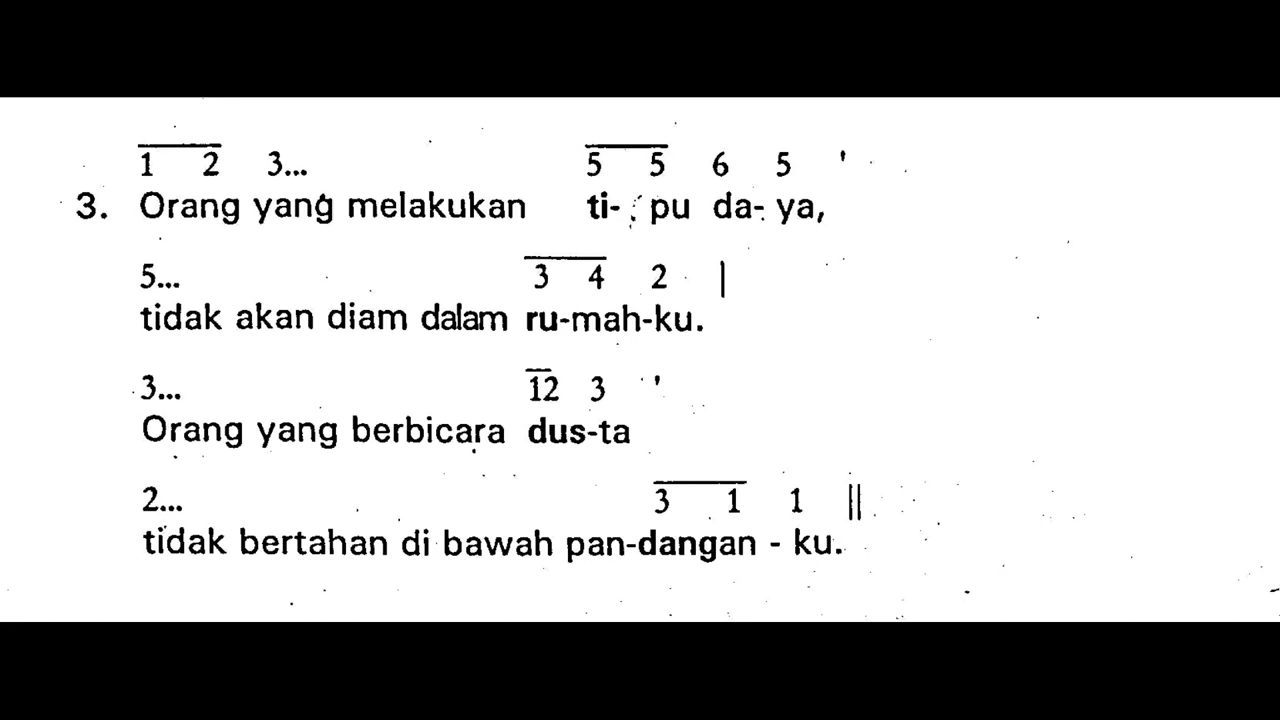 1 2 3... 5 5 6 5 '
3. Orang yang melakukan ti- pu da- ya,
5... 3 4 2 |
tidak akan diam dalam ru-mah-ku.
3... 12 3 '
Orang yang berbicara dus-ta
2... 3 1 1 ||
tidak bertahan di bawah pan-dangan - ku.